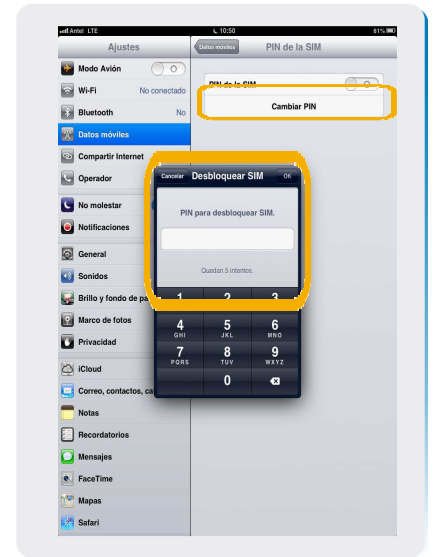 Antel LTE 10:50 81%
Ajustes
Datos móviles PIN de la SIM
Modo Avión
PIN de la SIM
Wi-Fi No conectado
Cambiar PIN
Bluetooth No
Datos móviles
Compartir Internet
Operador
Cancelar Desbloquear SIM OK
No molestar
PIN para desbloquear SIM.
Notificaciones
General
Quedan 5 intentos.
Sonidos
Brillo y fondo de pa
1 2 3
Marco de fotos
4 5 6
GHI JKL MNO
Privacidad
7 8 9
PQRS TUV WXYZ
iCloud
0
Correo, contactos, ca
Notas
Recordatorios
Mensajes
FaceTime
Mapas
Safari